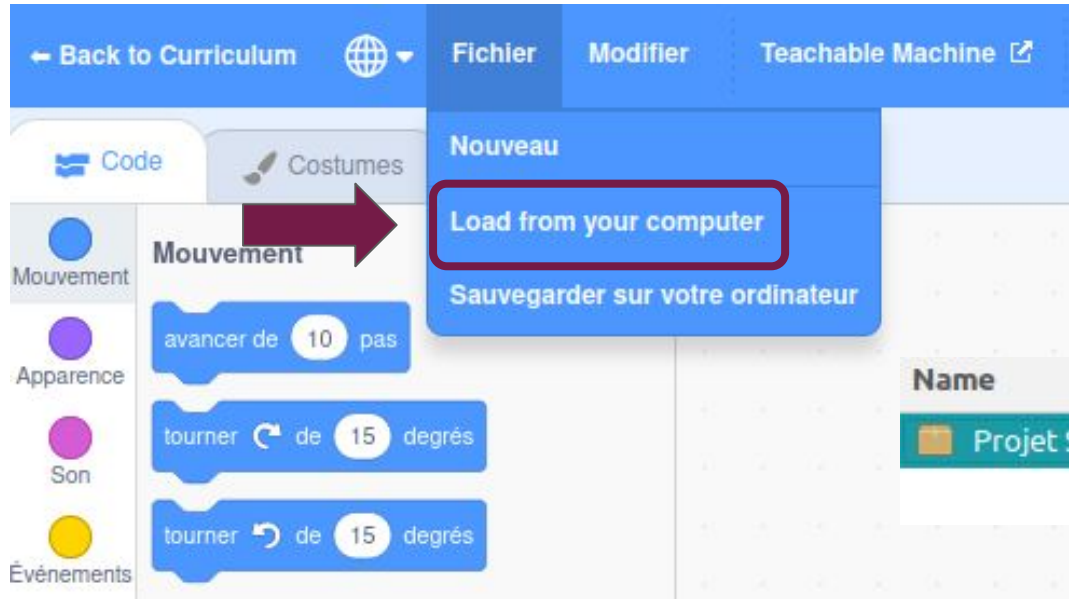 Back to Curriculum
Fichier
Modifier
Teachable Machine
Nouveau
Load from your computer
Sauvegarder sur votre ordinateur
Code
Costumes
Mouvement
Apparence
Son
Événements
Mouvement
avancer de 10 pas
tourner de 15 degrés
tourner de 15 degrés
Name
Projet